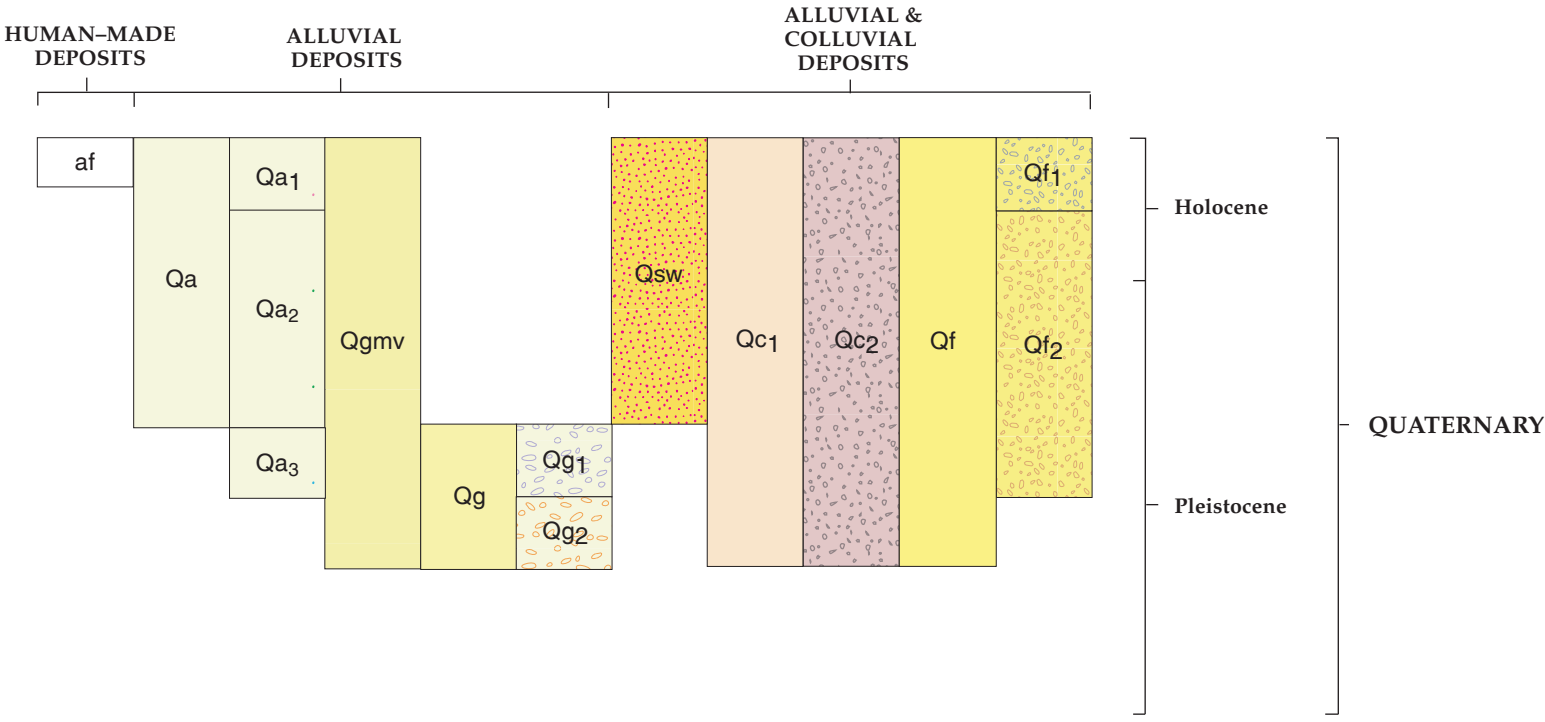 HUMAN–MADE
DEPOSITS
ALLUVIAL
DEPOSITS
ALLUVIAL &
COLLUVIAL
DEPOSITS
af
Qa
Qa1
Qa2
Qa3
Qgmv
Qg
Qg1
Qg2
Qsw
Qc1
Qc2
Qf
Qf1
Qf2
Holocene
Pleistocene
QUATERNARY